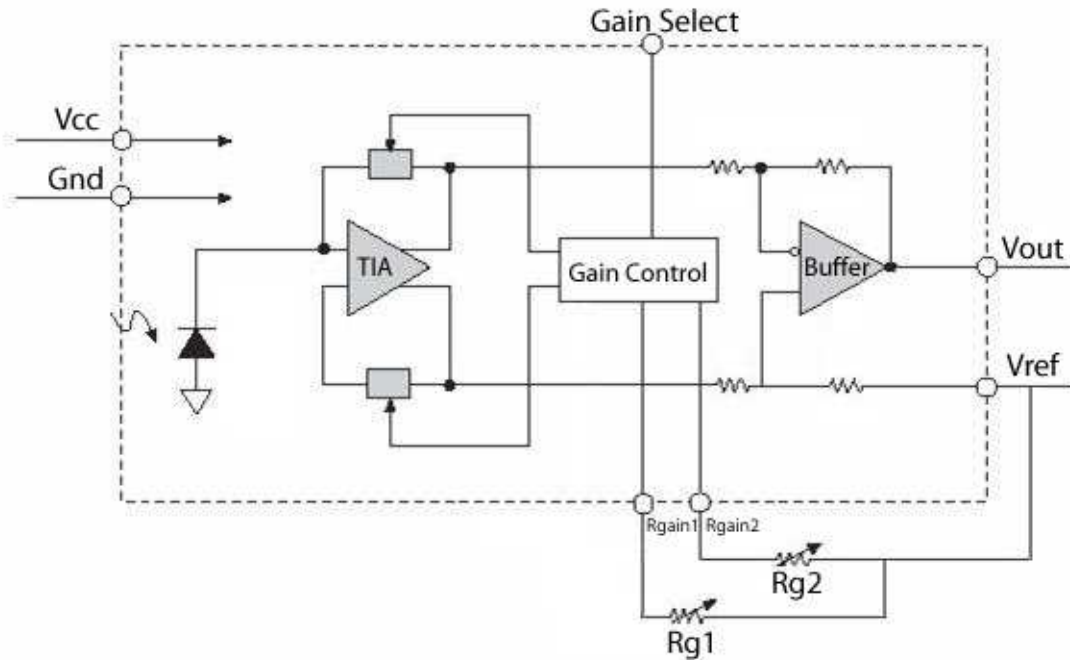 Gain Select
Vcc
Gnd
TIA
Gain Control
Buffer
Vout
Vref
Rgain1
Rgain2
Rg2
Rg1